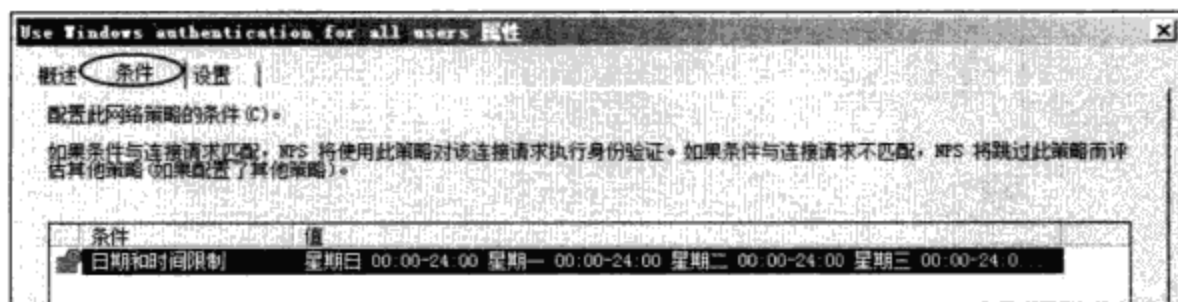 Use Windows authentication for all users 属性
概述 条件 设置
配置此网络策略的条件(C)。
如果条件与连接请求匹配，NPS 将使用此策略对该连接请求执行身份验证。如果条件与连接请求不匹配，NPS 将跳过此策略而评
估其他策略(如果配置了其他策略)。
条件 值
日期和时间限制 星期日 00:00-24:00 星期一 00:00-24:00 星期二 00:00-24:00 星期三 00:00-24:0...